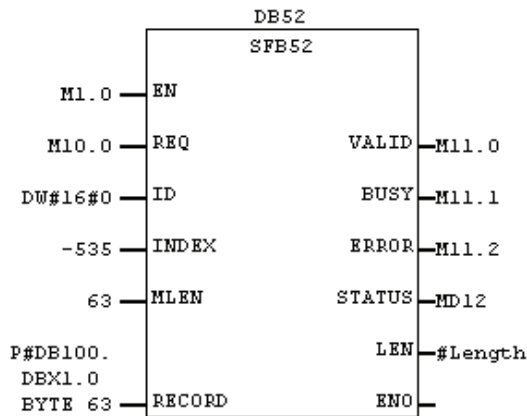 DB52
SFB52
M1.0 EN
M10.0 REQ VALID M11.0
DW#16#0 ID BUSY M11.1
-535 INDEX ERROR M11.2
63 MLEN STATUS MD12
P#DB100. LEN #Length
DBX1.0
BYTE 63 RECORD ENO